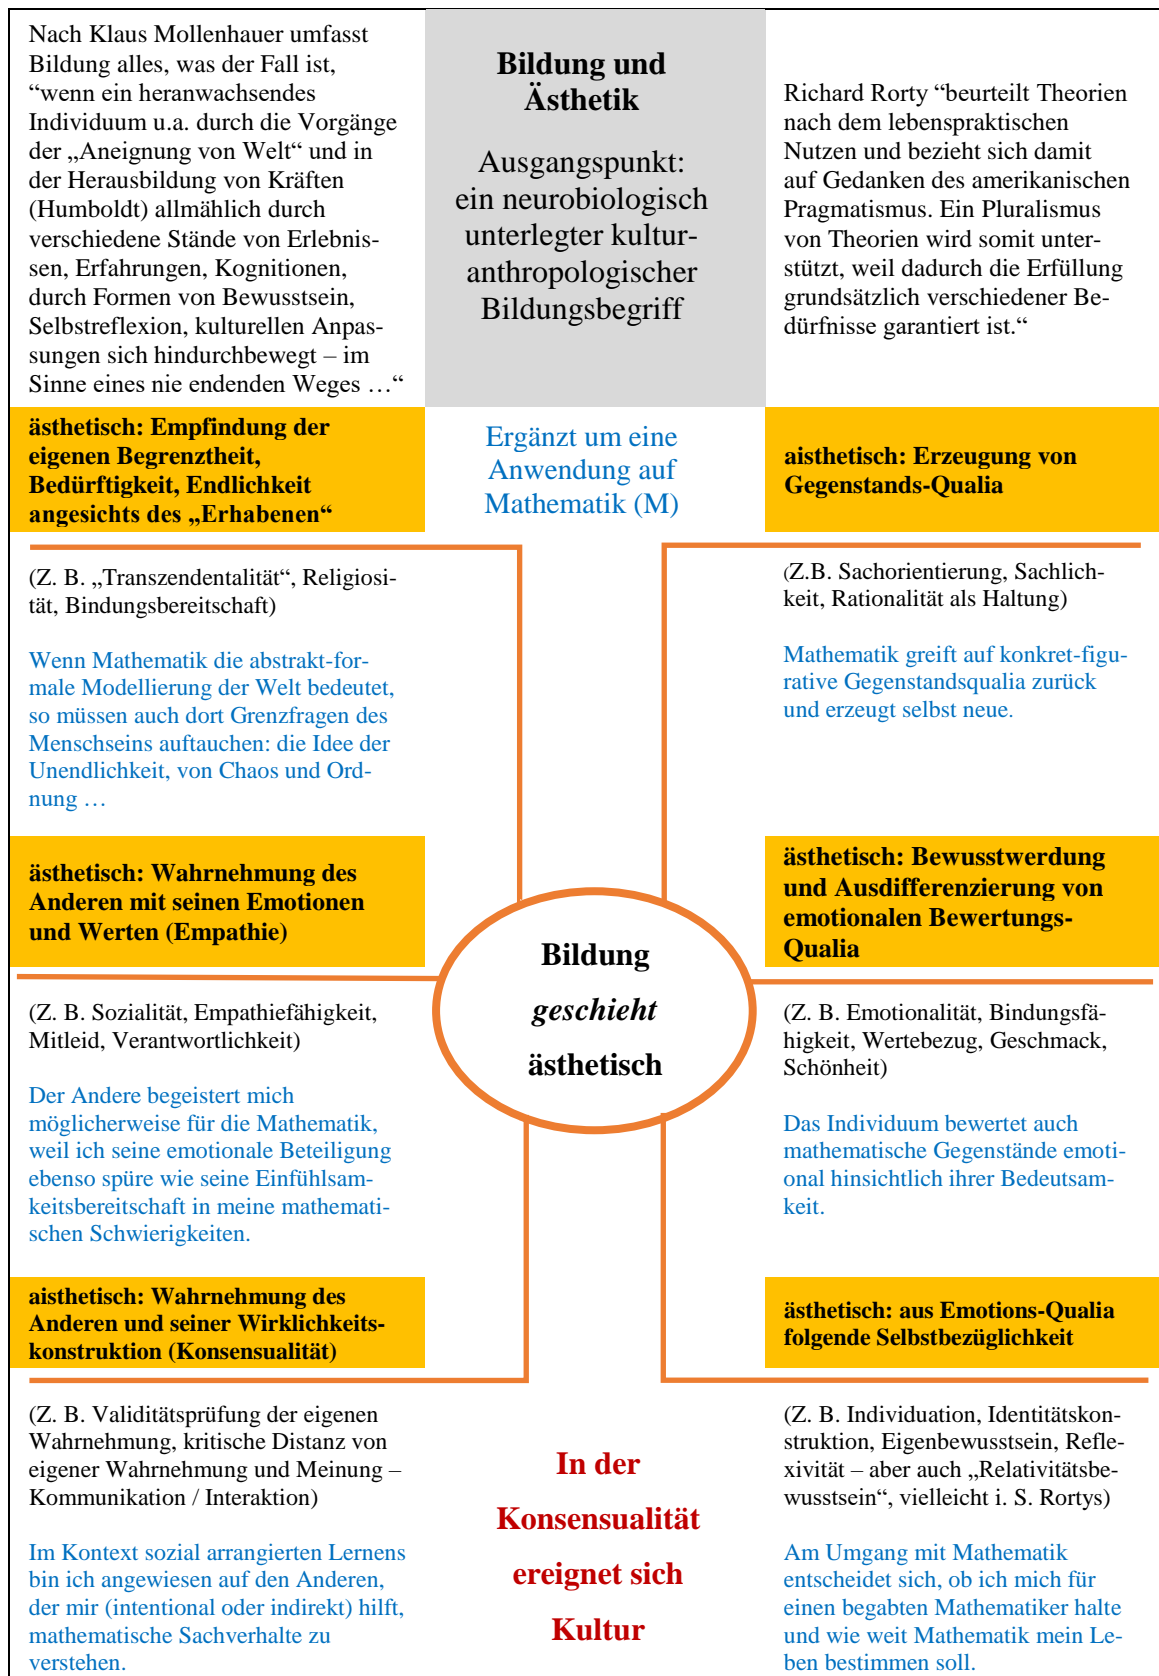 Nach Klaus Mollenhauer umfasst
Bildung alles, was der Fall ist,
“wenn ein heranwachsendes
Individuum u.a. durch die Vorgänge
der „Aneignung von Welt“ und in
der Herausbildung von Kräften
(Humboldt) allmählich durch
verschiedene Stände von Erlebnis-
sen, Erfahrungen, Kognitionen,
durch Formen von Bewusstsein,
Selbstreflexion, kulturellen Anpas-
sungen sich hindurchbewegt – im
Sinne eines nie endenden Weges …“
Bildung und
Ästhetik
Ausgangspunkt:
ein neurobiologisch
unterlegter kultur-
anthropologischer
Bildungsbegriff
Richard Rorty “beurteilt Theorien
nach dem lebenspraktischen
Nutzen und bezieht sich damit
auf Gedanken des amerikanischen
Pragmatismus. Ein Pluralismus
von Theorien wird somit unter-
stützt, weil dadurch die Erfüllung
grundsätzlich verschiedener Be-
dürfnisse garantiert ist.“
ästhetisch: Empfindung der
eigenen Begrenztheit,
Bedürftigkeit, Endlichkeit
angesichts des „Erhabenen“
Ergänzt um eine
Anwendung auf
Mathematik (M)
aisthetisch: Erzeugung von
Gegenstands-Qualia
(Z. B. „Transzendentalität“, Religiosi-
tät, Bindungsbereitschaft)
Wenn Mathematik die abstrakt-for-
male Modellierung der Welt bedeutet,
so müssen auch dort Grenzfragen des
Menschseins auftauchen: die Idee der
Unendlichkeit, von Chaos und Ord-
nung …
(Z.B. Sachorientierung, Sachlich-
keit, Rationalität als Haltung)
Mathematik greift auf konkret-figu-
rative Gegenstandsqualia zurück
und erzeugt selbst neue.
ästhetisch: Wahrnehmung des
Anderen mit seinen Emotionen
und Werten (Empathie)
ästhetisch: Bewusstwerdung
und Ausdifferenzierung von
emotionalen Bewertungs-
Qualia
Bildung
geschieht
ästhetisch
(Z. B. Sozialität, Empathiefähigkeit,
Mitleid, Verantwortlichkeit)
Der Andere begeistert mich
möglicherweise für die Mathematik,
weil ich seine emotionale Beteiligung
ebenso spüre wie seine Einfühlsam-
keitsbereitschaft in meine mathemati-
schen Schwierigkeiten.
(Z. B. Emotionalität, Bindungsfä-
higkeit, Wertebezug, Geschmack,
Schönheit)
Das Individuum bewertet auch
mathematische Gegenstände emoti-
onal hinsichtlich ihrer Bedeutsam-
keit.
aisthetisch: Wahrnehmung des
Anderen und seiner Wirklichkeits-
konstruktion (Konsensualität)
ästhetisch: aus Emotions-Qualia
folgende Selbstbezüglichkeit
(Z. B. Validitätsprüfung der eigenen
Wahrnehmung, kritische Distanz von
eigener Wahrnehmung und Meinung –
Kommunikation / Interaktion)
Im Kontext sozial arrangierten Lernens
bin ich angewiesen auf den Anderen,
der mir (intentional oder indirekt) hilft,
mathematische Sachverhalte zu
verstehen.
In der
Konsensualität
ereignet sich
Kultur
(Z. B. Individuation, Identitätskon-
struktion, Eigenbewusstsein, Refle-
xivität – aber auch „Relativitätsbe-
wusstsein“, vielleicht i. S. Rortys)
Am Umgang mit Mathematik
entscheidet sich, ob ich mich für
einen begabten Mathematiker halte
und wie weit Mathematik mein Le-
ben bestimmen soll.